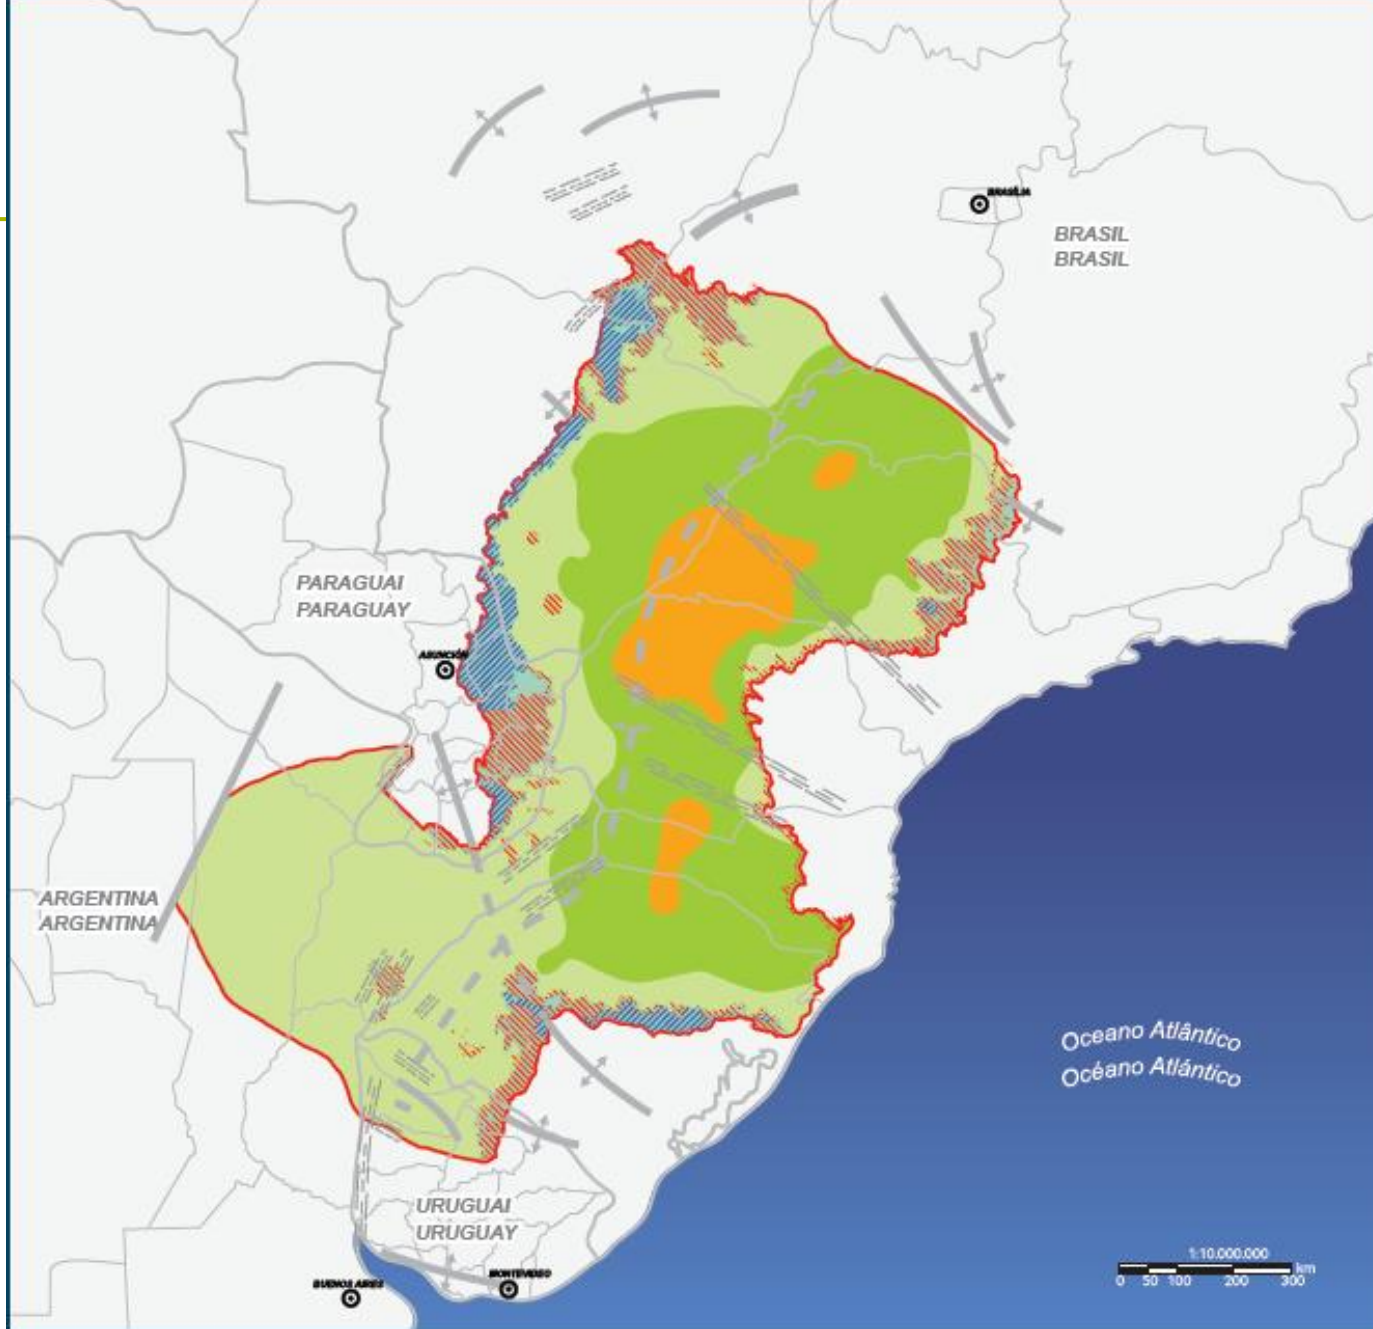 BRASÍLIA
BRASIL
BRASIL
PARAGUAI
PARAGUAY
ASUNCIÓN
ARGENTINA
ARGENTINA
Oceano Atlântico
Océano Atlántico
URUGUAI
URUGUAY
1:10.000.000
km
0 50 100 200 300
BUENOS AIRES
MONTEVIDEO